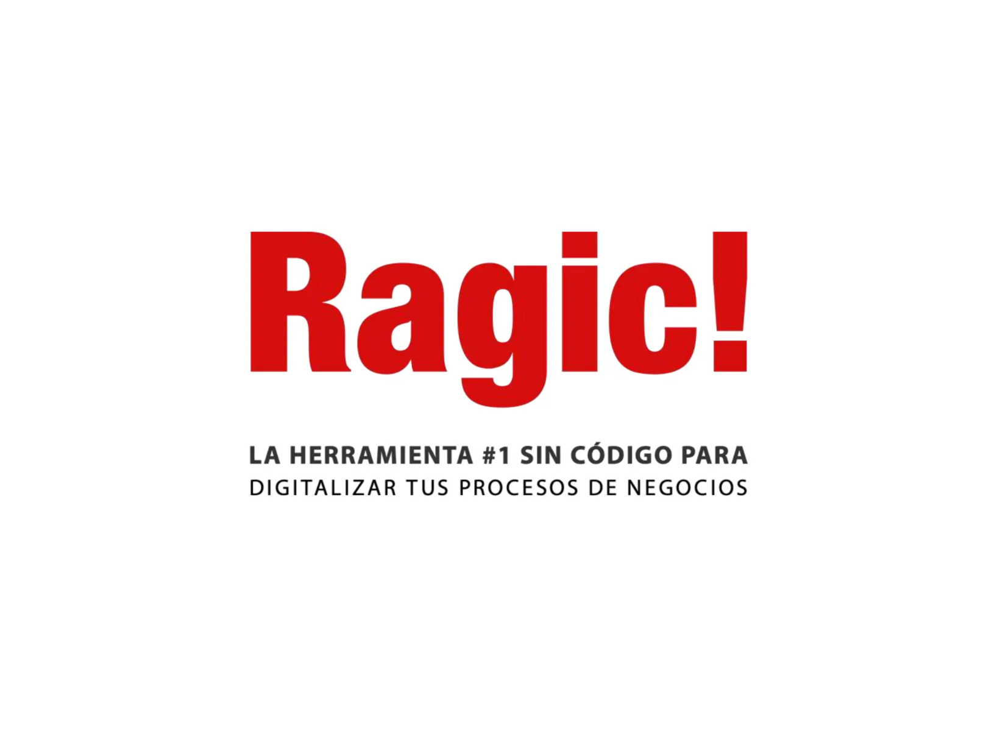 Ragic!
LA HERRAMIENTA #1 SIN CÓDIGO PARA
DIGITALIZAR TUS PROCESOS DE NEGOCIOS